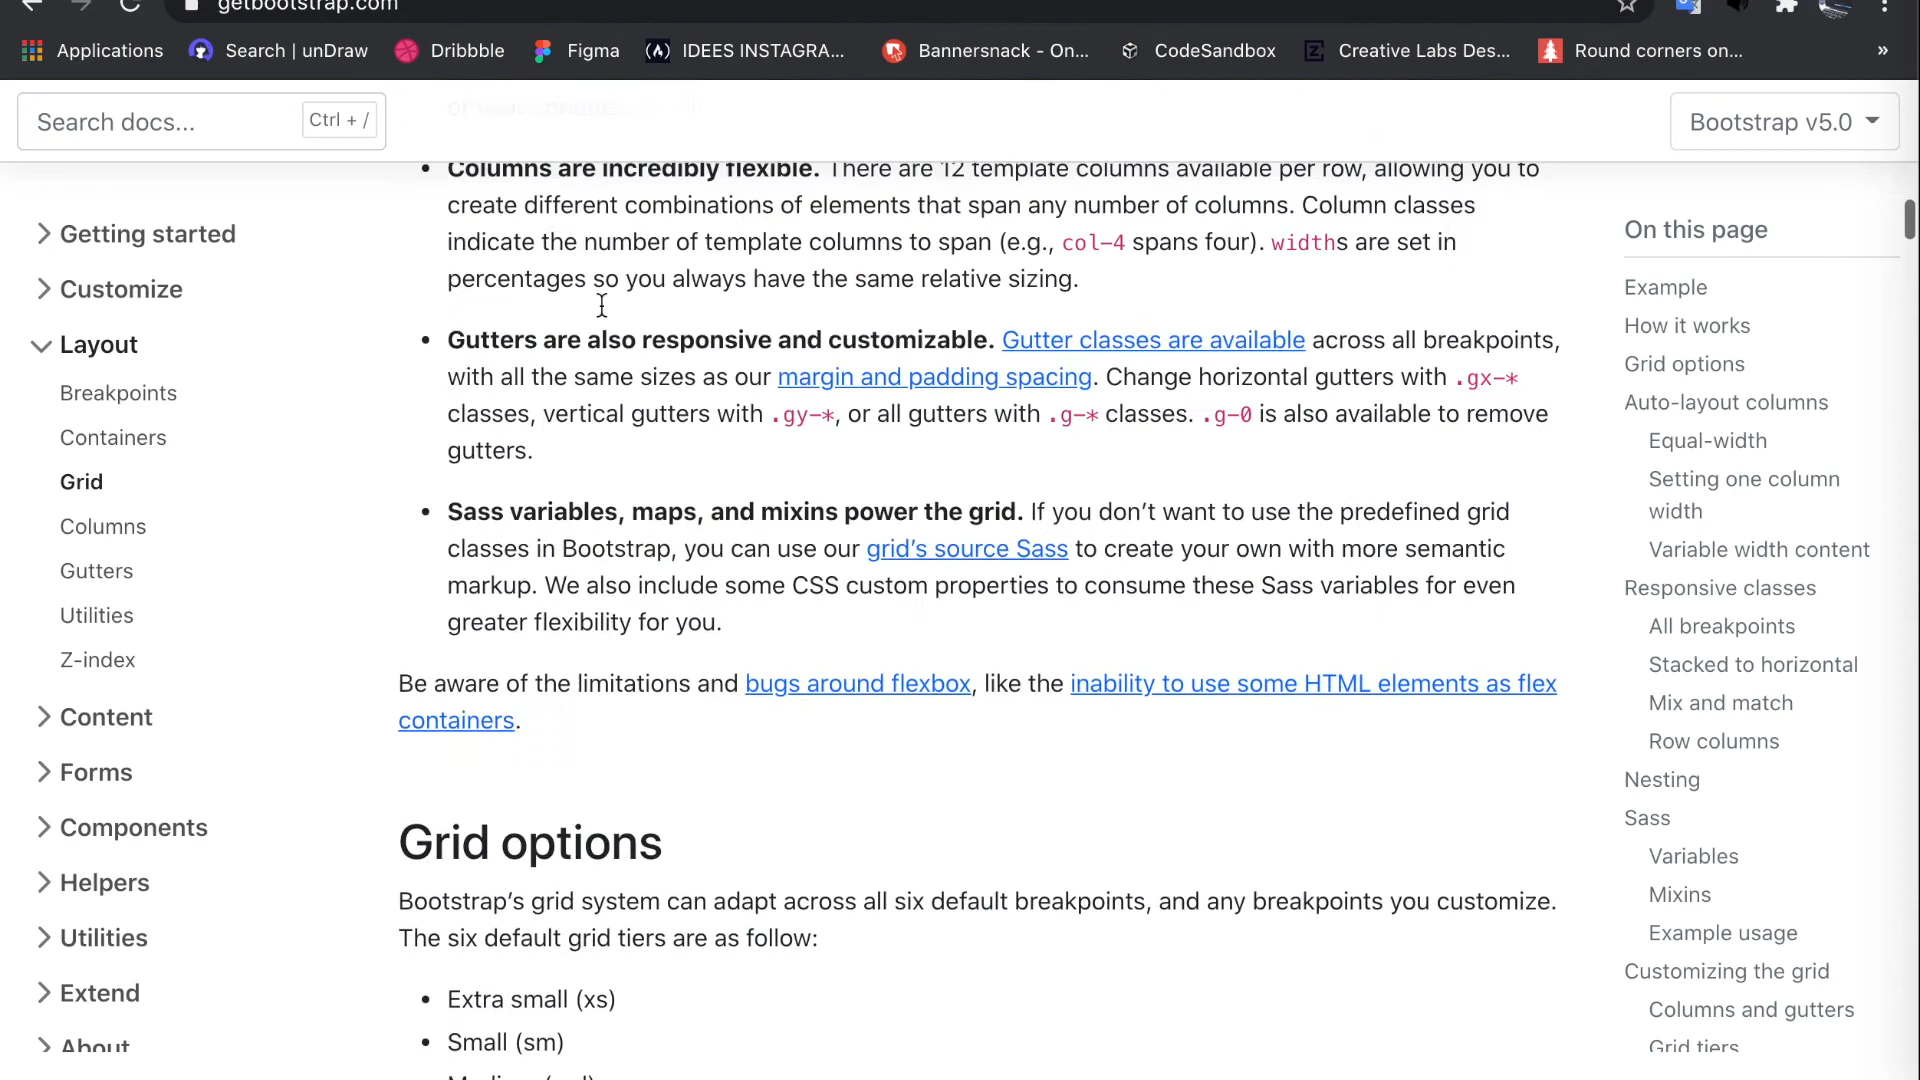 getbootstrap.com
Applications
Search | unDraw
Dribbble
Figma
IDEES INSTAGRA...
Bannersnack - On...
CodeSandbox
Creative Labs Des...
Round corners on...
»
Search docs...
Ctrl + /
Bootstrap v5.0
Getting started
Customize
Layout
Breakpoints
Containers
Grid
Columns
Gutters
Utilities
Z-index
Content
Forms
Components
Helpers
Utilities
Extend
About
• Columns are incredibly flexible. There are 12 template columns available per row, allowing you to
create different combinations of elements that span any number of columns. Column classes
indicate the number of template columns to span (e.g., col-4 spans four). widths are set in
percentages so you always have the same relative sizing.
• Gutters are also responsive and customizable. Gutter classes are available across all breakpoints,
with all the same sizes as our margin and padding spacing. Change horizontal gutters with .gx-*
classes, vertical gutters with .gy-*, or all gutters with .g-* classes. .g-0 is also available to remove
gutters.
• Sass variables, maps, and mixins power the grid. If you don’t want to use the predefined grid
classes in Bootstrap, you can use our grid’s source Sass to create your own with more semantic
markup. We also include some CSS custom properties to consume these Sass variables for even
greater flexibility for you.
Be aware of the limitations and bugs around flexbox, like the inability to use some HTML elements as flex
containers.
Grid options
Bootstrap’s grid system can adapt across all six default breakpoints, and any breakpoints you customize.
The six default grid tiers are as follow:
• Extra small (xs)
• Small (sm)
On this page
Example
How it works
Grid options
Auto-layout columns
Equal-width
Setting one column
width
Variable width content
Responsive classes
All breakpoints
Stacked to horizontal
Mix and match
Row columns
Nesting
Sass
Variables
Mixins
Example usage
Customizing the grid
Columns and gutters
Grid tiers